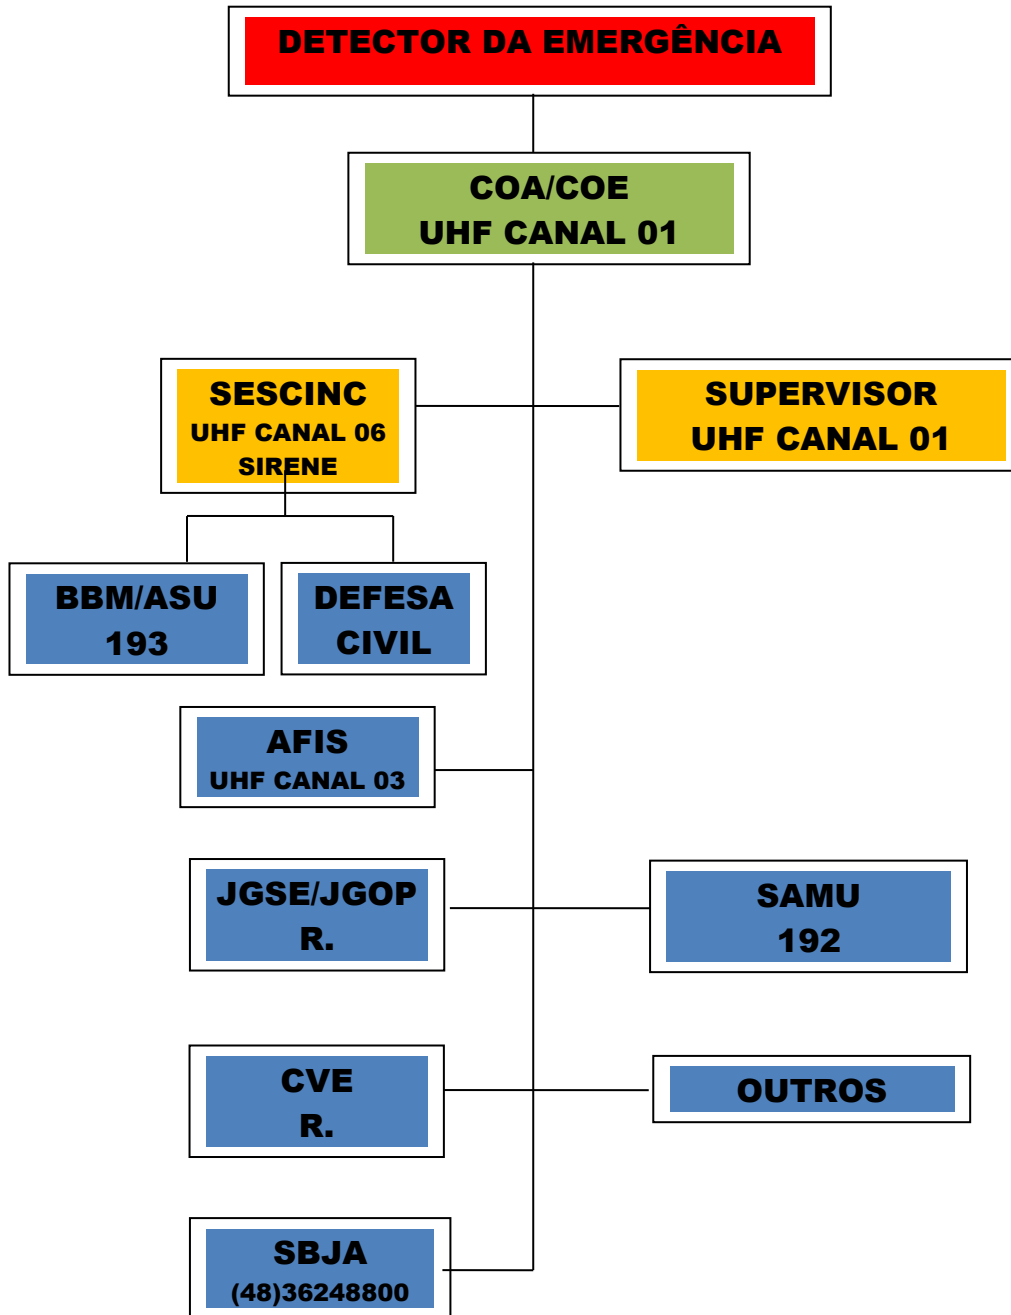 DETECTOR DA EMERGÊNCIA
COA/COE
UHF CANAL 01
SESCINC
UHF CANAL 06
SIRENE
SUPERVISOR
UHF CANAL 01
BBM/ASU
193
DEFESA
CIVIL
AFIS
UHF CANAL 03
JGSE/JGOP
R.
SAMU
192
CVE
R.
OUTROS
SBJA
(48)36248800